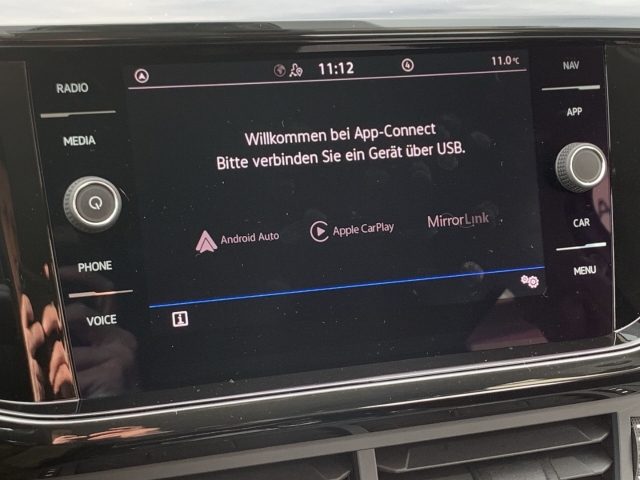 RADIO
MEDIA
PHONE
VOICE
11:12
4
11.0°C
Willkommen bei App-Connect
Bitte verbinden Sie ein Gerät über USB.
Android Auto
Apple CarPlay
MirrorLink
i
NAV
APP
CAR
MENU